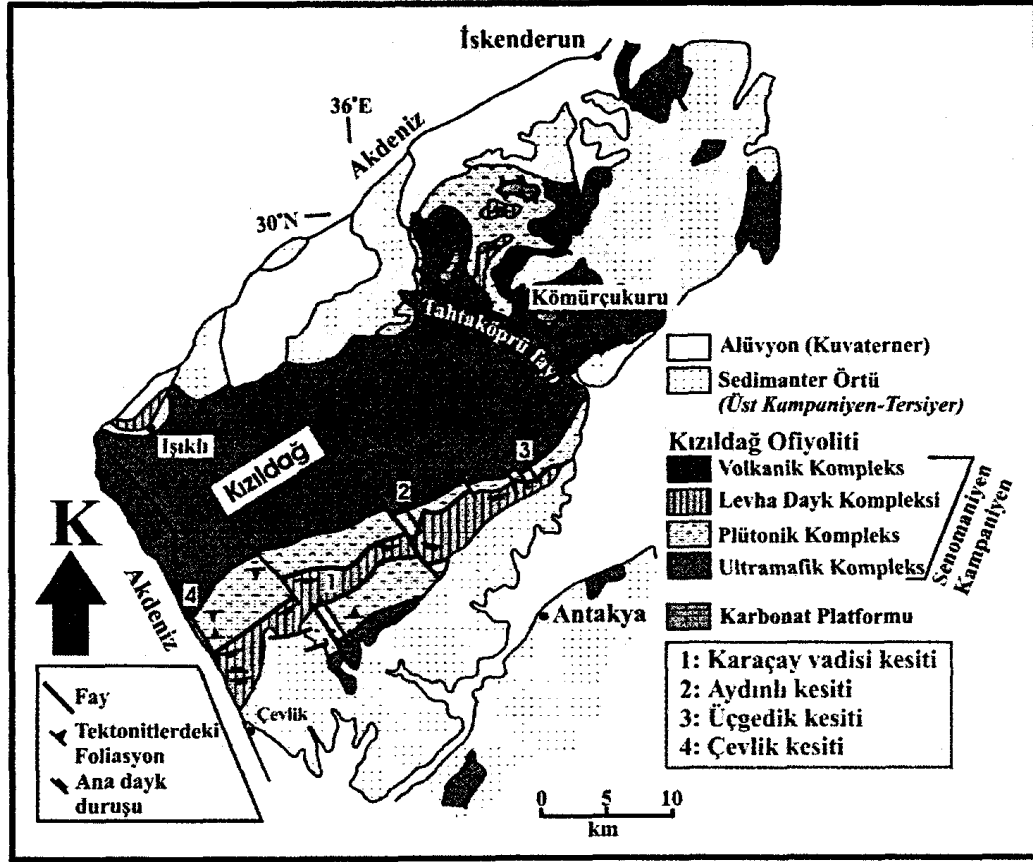 İskenderun
36°E
Akdeniz
30°N
Kömürçukuru
Tahtaköprü fayı
Işıklı
Kızıldağ
3
2
1
4
K
Akdeniz
Antakya
Çevlik
Alüvyon (Kuvaterner)
Sedimanter Örtü
(Üst Kampaniyen-Tersiyer)
Kızıldağ Ofiyoliti
Volkanik Kompleks
Levha Dayk Kompleksi
Plütonik Kompleks
Ultramafik Kompleks
Senomaniyen
Kampaniyen
Karbonat Platformu
1: Karaçay vadisi kesiti
2: Aydınlı kesiti
3: Üçgedik kesiti
4: Çevlik kesiti
Fay
Tektonitlerdeki
Foliasyon
Ana dayk
duruşu
0 5 10
km